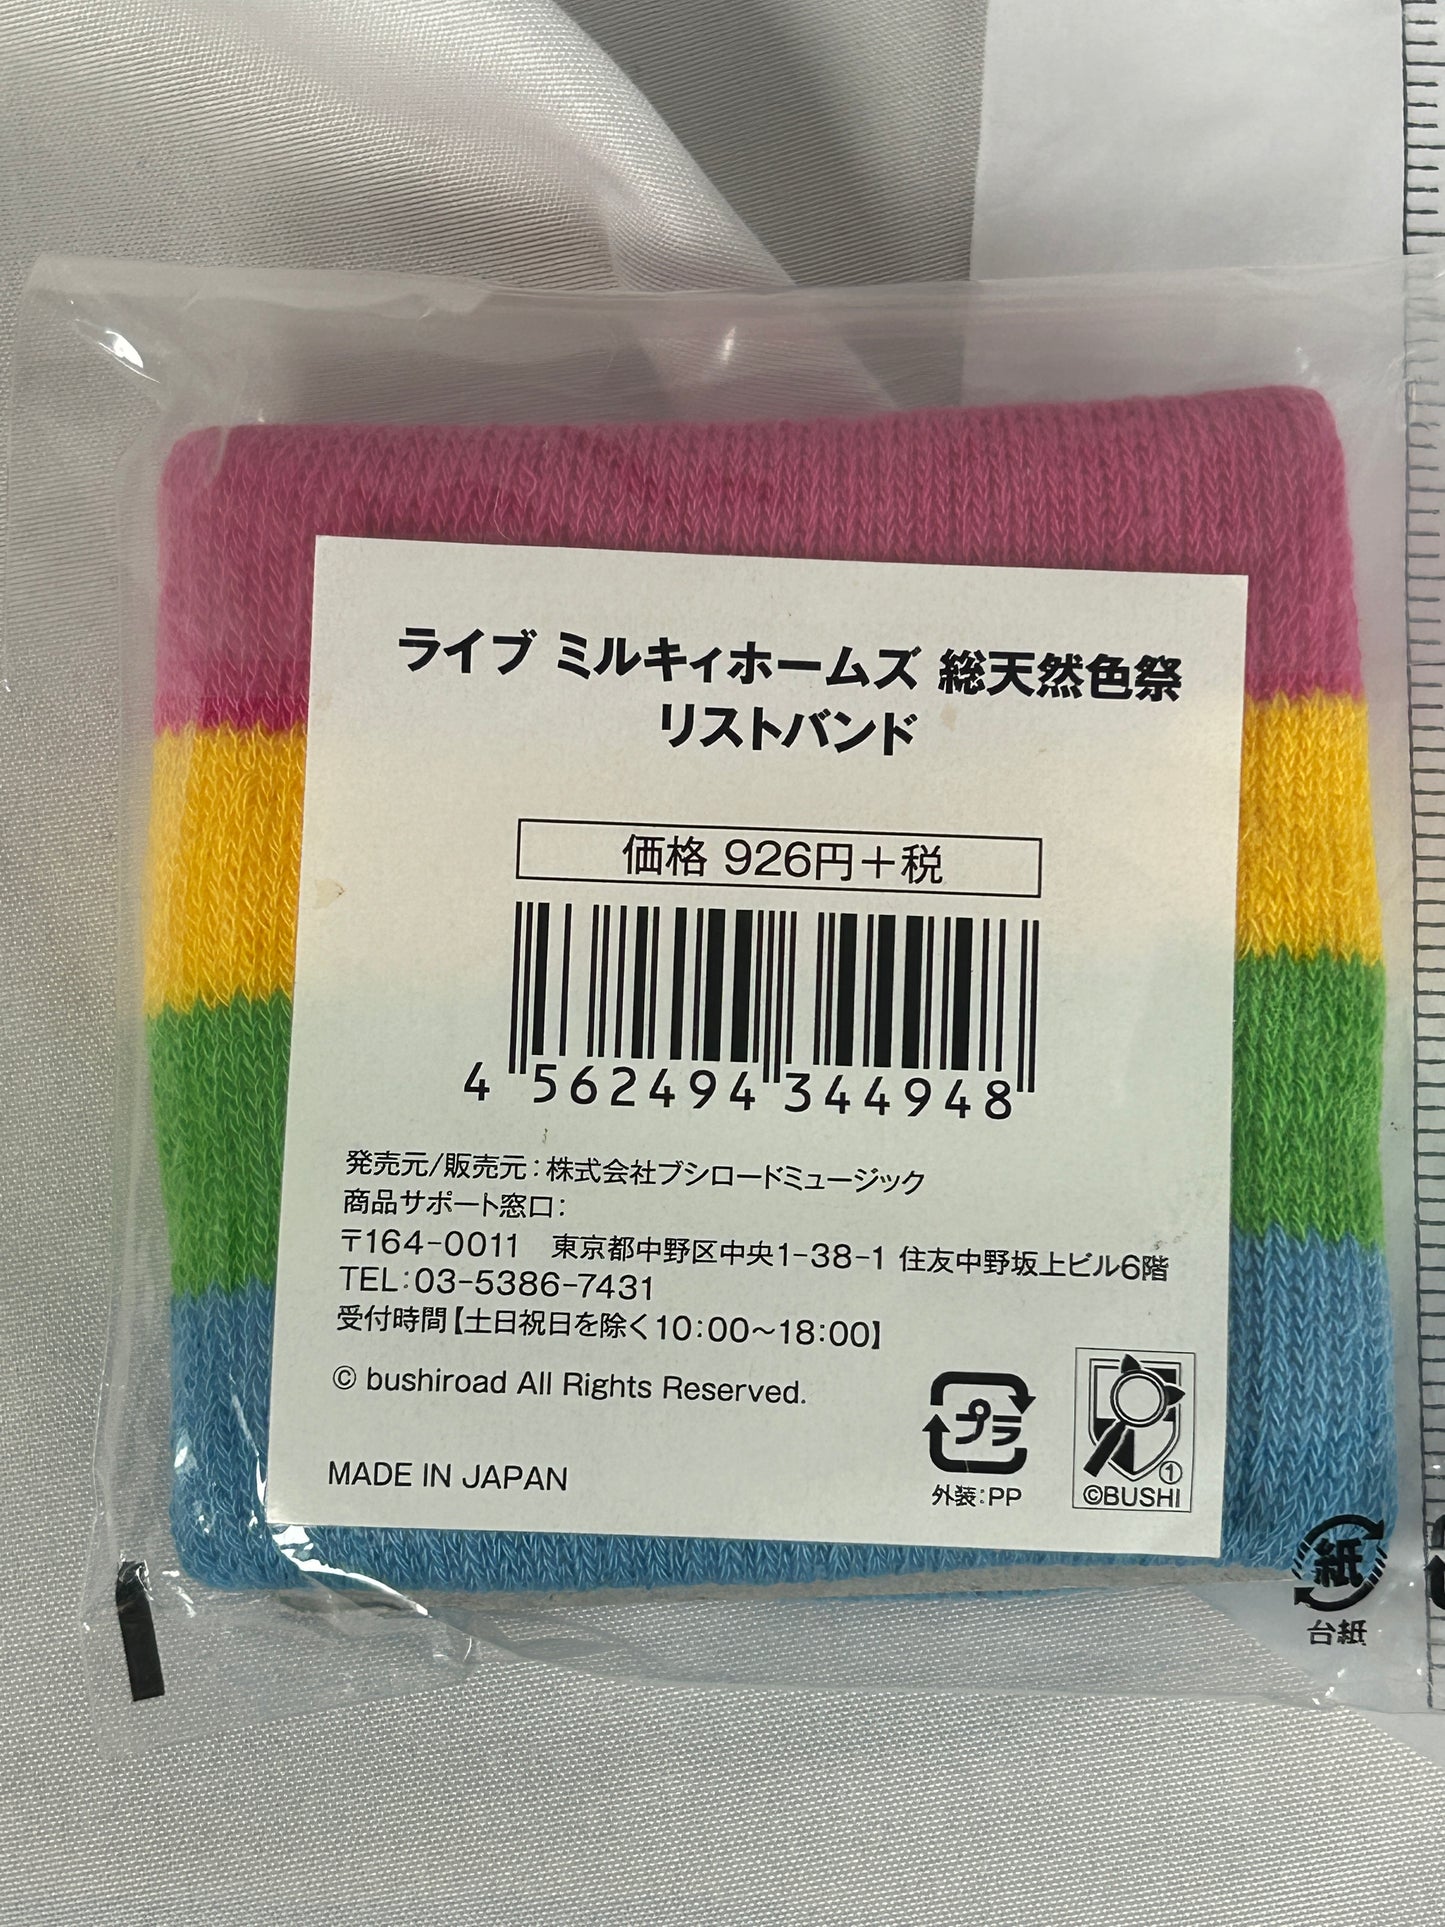 ライブ ミルキィホームズ 総天然色祭
リストバンド
価格 926円＋税
4 562494 344948
発売元/販売元：株式会社ブシロードミュージック
商品サポート窓口：
〒164-0011　東京都中野区中央1-38-1 住友中野坂上ビル6階
TEL：03-5386-7431
受付時間【土日祝日を除く10：00〜18：00】
© bushiroad All Rights Reserved.
MADE IN JAPAN
プラ
外装：PP
①
©BUSHI
紙
台紙